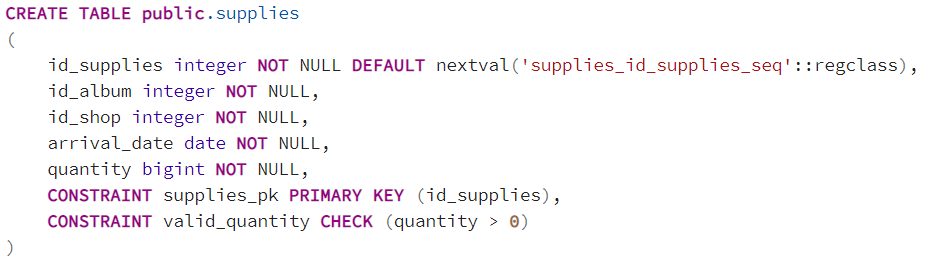 CREATE TABLE public.supplies
(
    id_supplies integer NOT NULL DEFAULT nextval('supplies_id_supplies_seq'::regclass),
    id_album integer NOT NULL,
    id_shop integer NOT NULL,
    arrival_date date NOT NULL,
    quantity bigint NOT NULL,
    CONSTRAINT supplies_pk PRIMARY KEY (id_supplies),
    CONSTRAINT valid_quantity CHECK (quantity > 0)
)